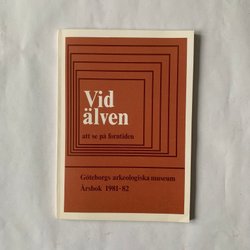 Vid
älven
att se på forntiden
Göteborgs arkeologiska museum
Årsbok 1981-82